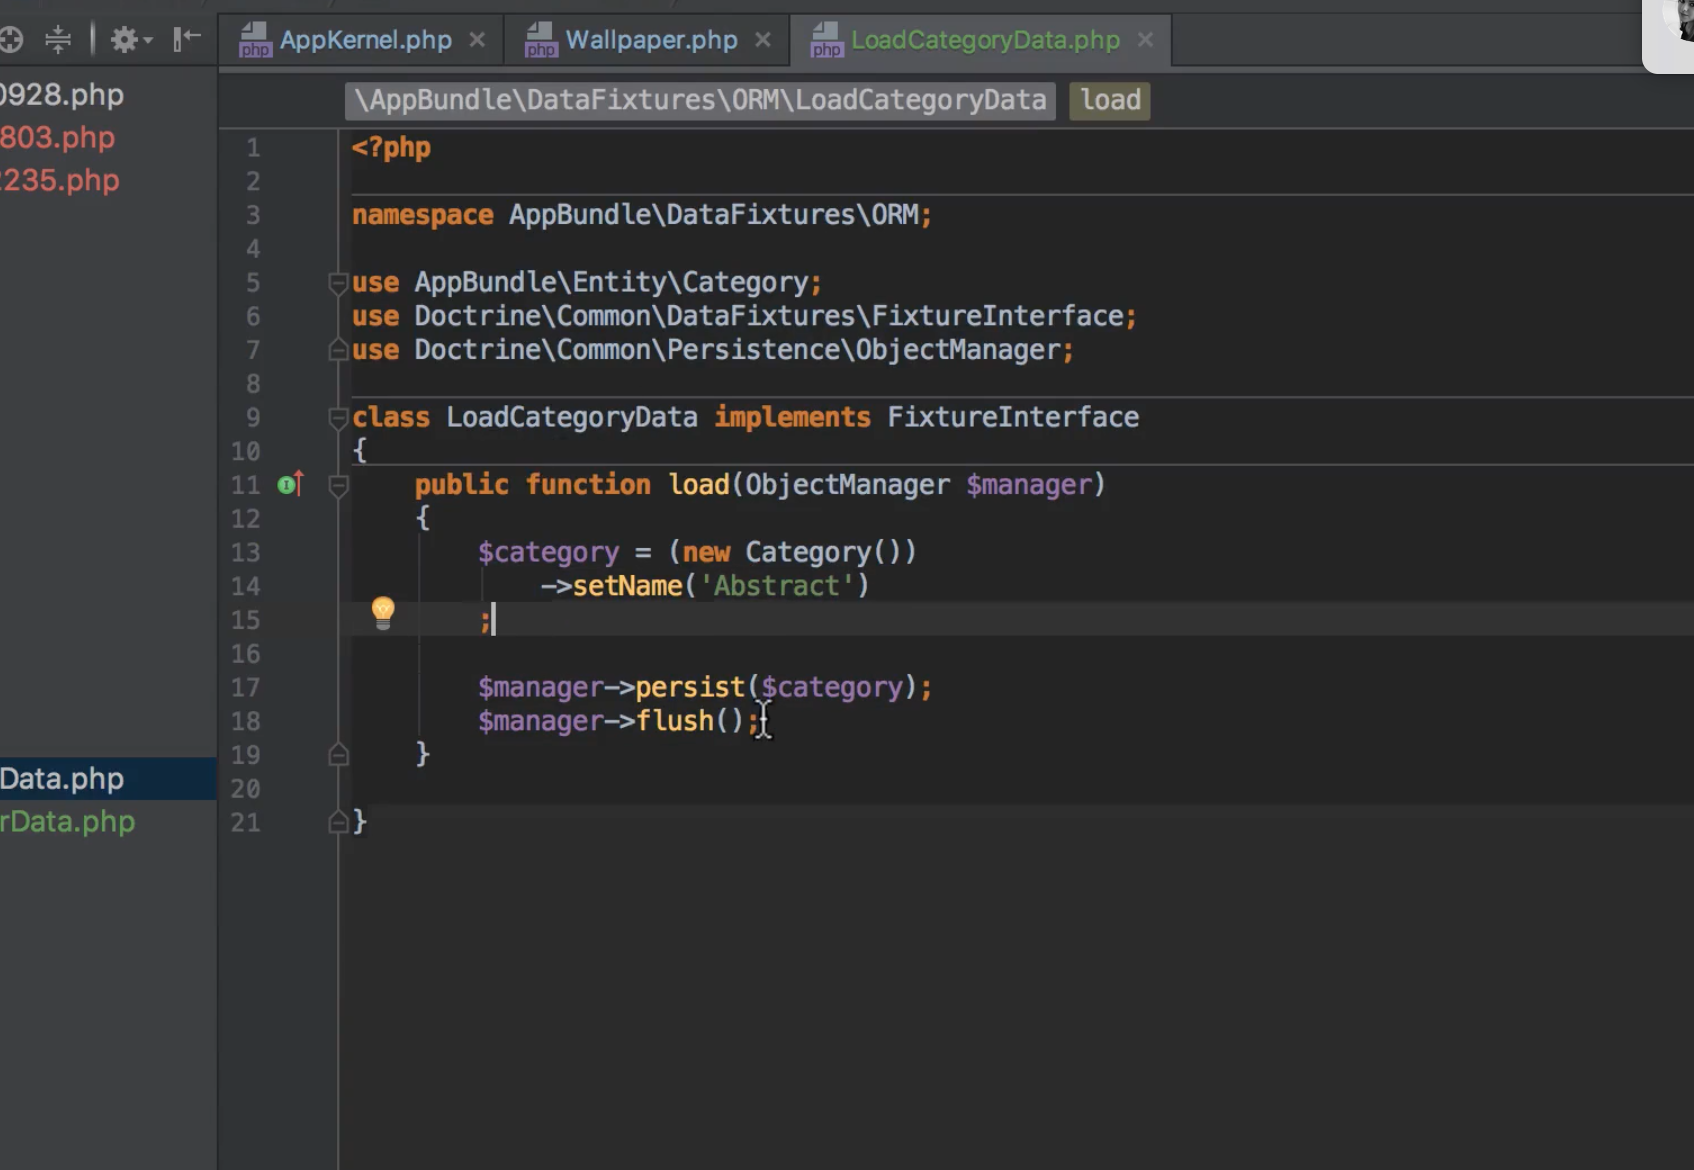 AppKernel.php
Wallpaper.php
LoadCategoryData.php
0928.php
803.php
2235.php
Data.php
rData.php
\AppBundle\DataFixtures\ORM\LoadCategoryData load
1 <?php
2
3 namespace AppBundle\DataFixtures\ORM;
4
5 use AppBundle\Entity\Category;
6 use Doctrine\Common\DataFixtures\FixtureInterface;
7 use Doctrine\Common\Persistence\ObjectManager;
8
9 class LoadCategoryData implements FixtureInterface
10 {
11 public function load(ObjectManager $manager)
12 {
13 $category = (new Category())
14 ->setName('Abstract')
15 ;
16
17 $manager->persist($category);
18 $manager->flush();
19 }
20
21 }